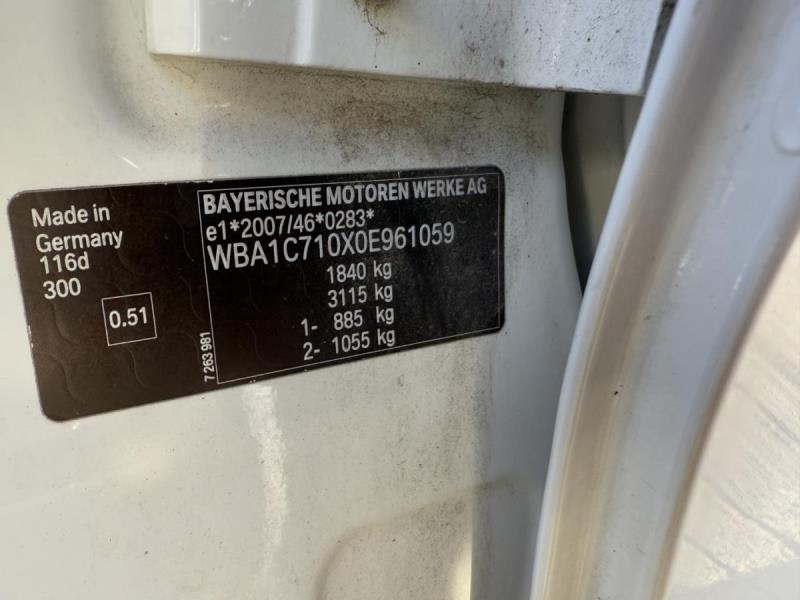 Made in
Germany
116d
300
0.51
7 263 981
BAYERISCHE MOTOREN WERKE AG
e1*2007/46*0283*
WBA1C710X0E961059
1840 kg
3115 kg
1- 885 kg
2- 1055 kg